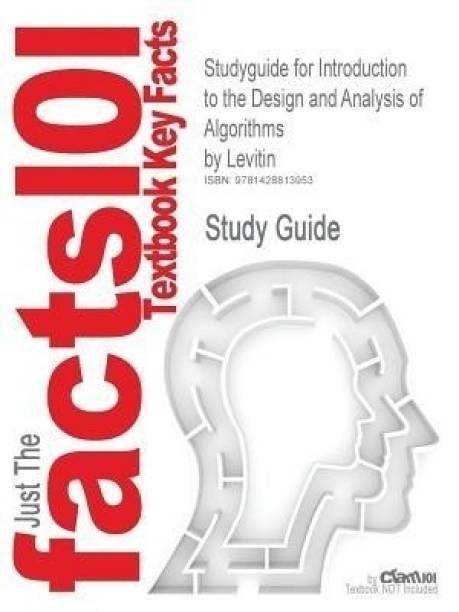 Studyguide for Introduction
to the Design and Analysis of
Algorithms
by Levitin
ISBN: 9781428813953
Study Guide
Just The
facts101
Textbook Key Facts
by Cram101
Texbook NOT Included